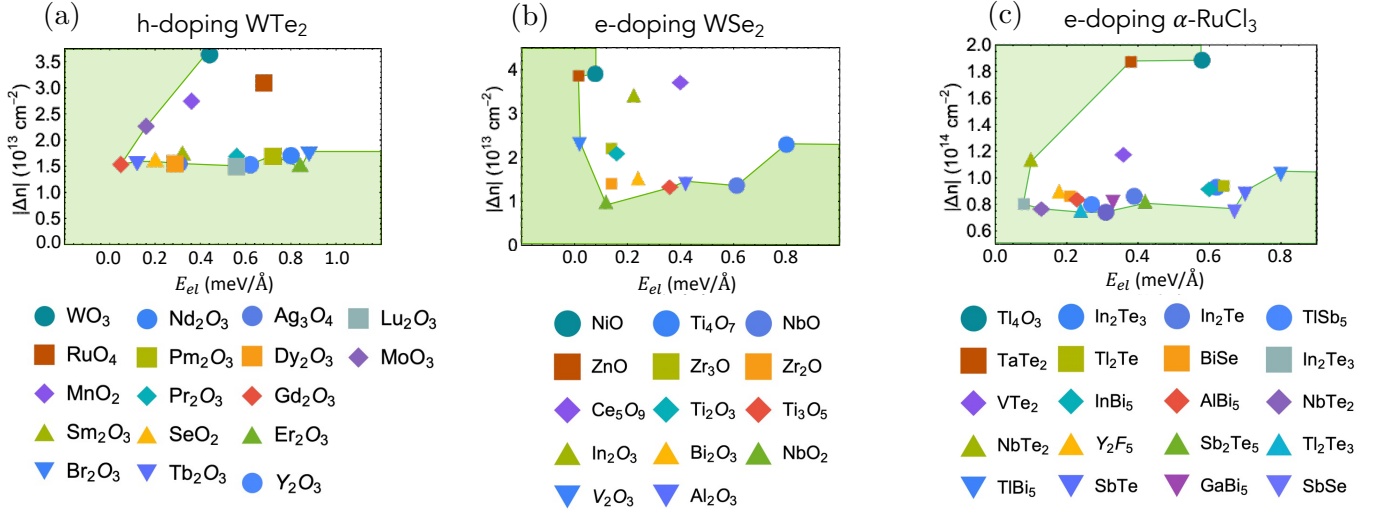 (a) h-doping WTe₂
|Δn| (10¹³ cm⁻²)
3.5
3.0
2.5
2.0
1.5
1.0
0.5
0.0
0.0 0.2 0.4 0.6 0.8 1.0
E_el (meV/Å)
WO₃ Nd₂O₃ Ag₃O₄ Lu₂O₃
RuO₄ Pm₂O₃ Dy₂O₃ MoO₃
MnO₂ Pr₂O₃ Gd₂O₃
Sm₂O₃ SeO₂ Er₂O₃
Br₂O₃ Tb₂O₃ Y₂O₃
(b) e-doping WSe₂
|Δn| (10¹³ cm⁻²)
4
3
2
1
0
0.0 0.2 0.4 0.6 0.8
E_el (meV/Å)
NiO Ti₄O₇ NbO
ZnO Zr₃O Zr₂O
Ce₅O₉ Ti₂O₃ Ti₃O₅
In₂O₃ Bi₂O₃ NbO₂
V₂O₃ Al₂O₃
(c) e-doping α-RuCl₃
|Δn| (10¹⁴ cm⁻²)
2.0
1.8
1.6
1.4
1.2
1.0
0.8
0.6
0.0 0.2 0.4 0.6 0.8
E_el (meV/Å)
Tl₄O₃ In₂Te₃ In₂Te TlSb₅
TaTe₂ Tl₂Te BiSe In₂Te₃
VTe₂ InBi₅ AlBi₅ NbTe₂
NbTe₂ Y₂F₅ Sb₂Te₅ Tl₂Te₃
TlBi₅ SbTe GaBi₅ SbSe